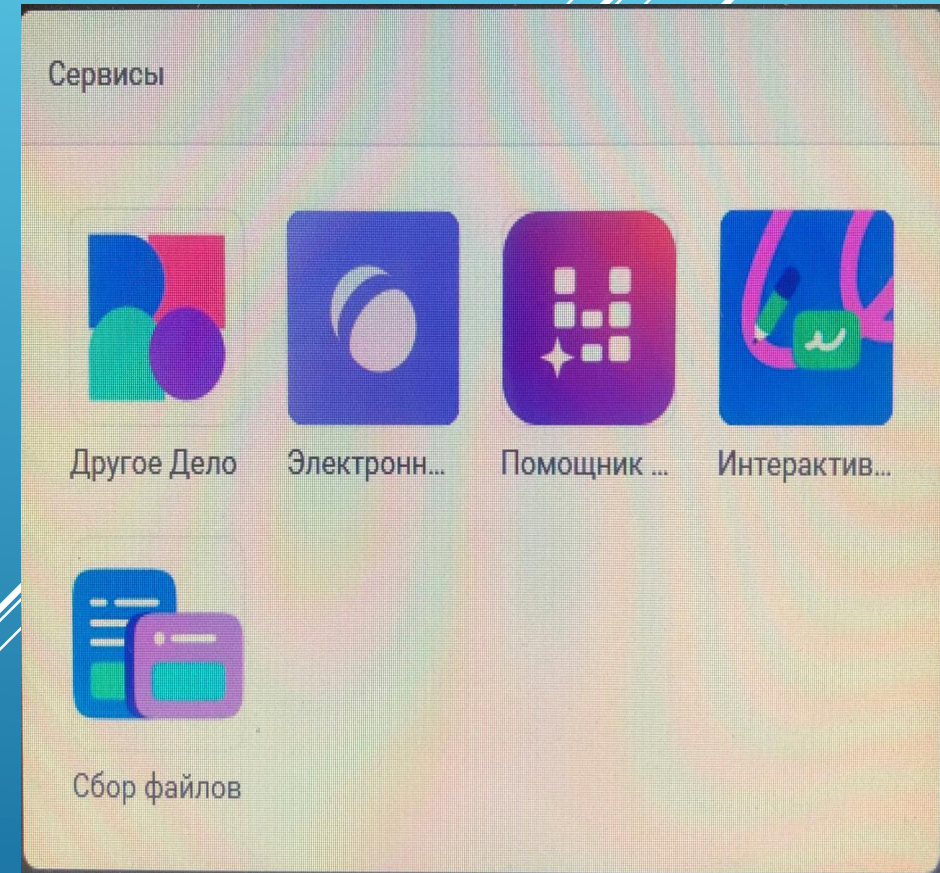 Сервисы
Другое Дело
Электронн...
Помощник ...
Интерактив...
Сбор файлов